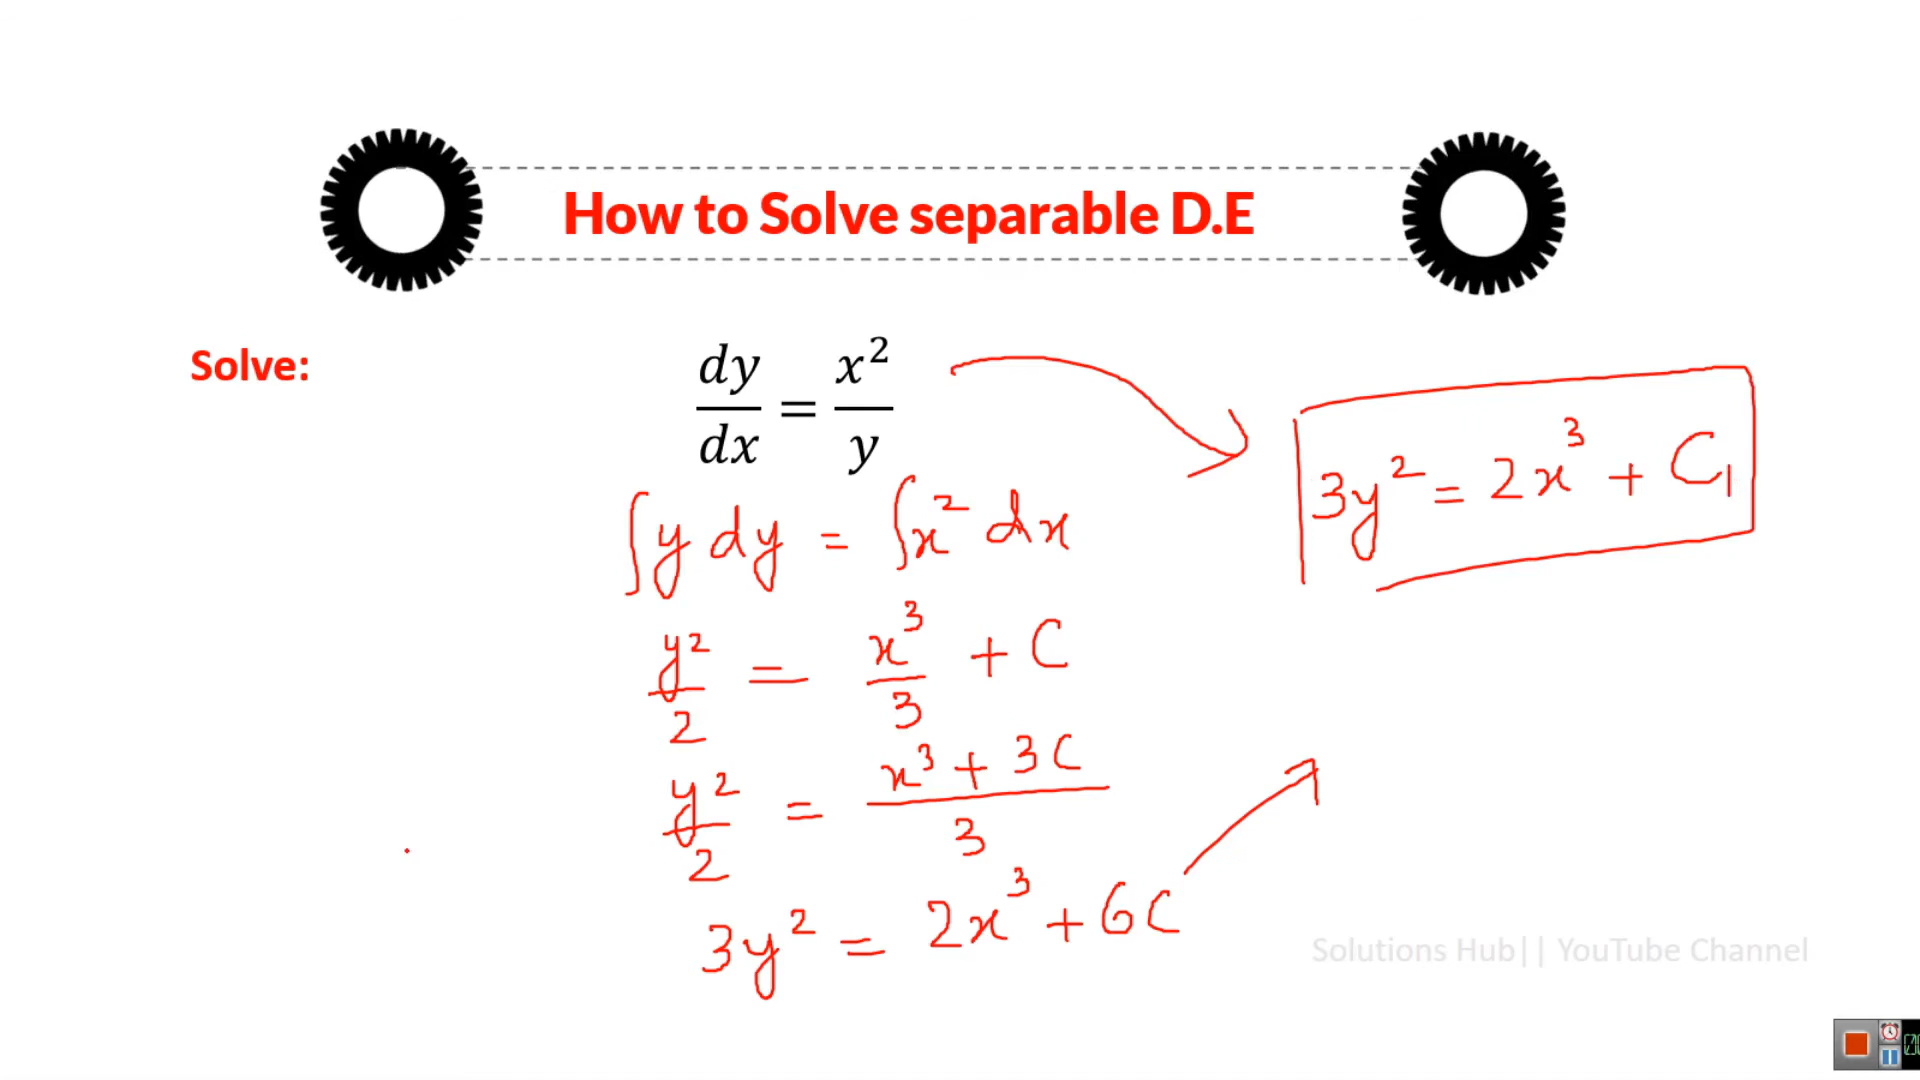 How to Solve separable D.E
Solve:
dy/dx = x²/y
∫y dy = ∫x² dx
y²/2 = x³/3 + C
y²/2 = (x³ + 3C)/3
3y² = 2x³ + 6C
3y² = 2x³ + C₁
Solutions Hub|| YouTube Channel